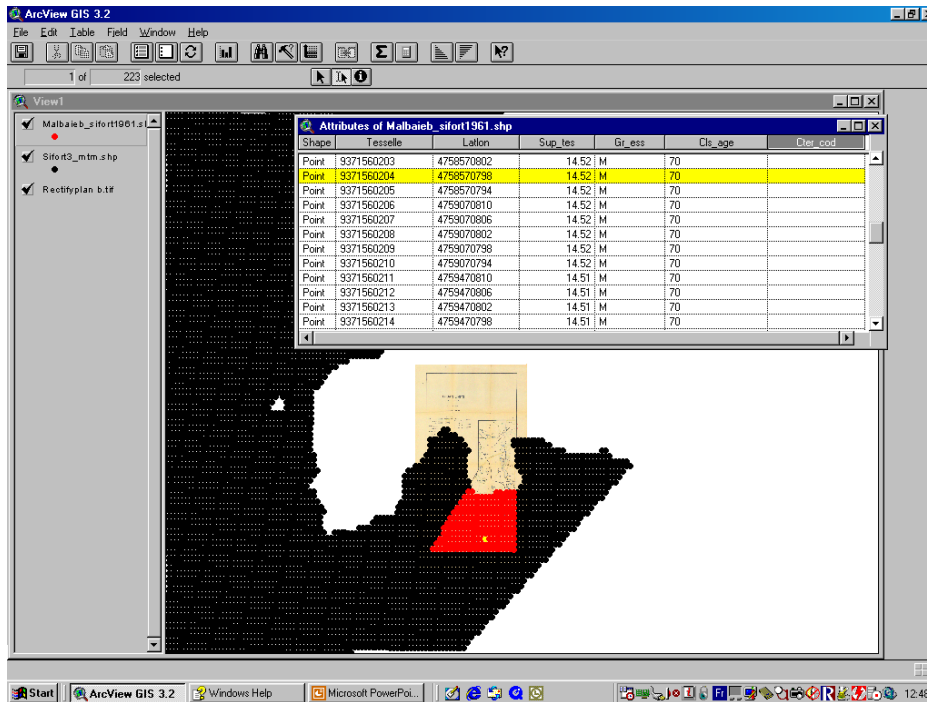 ArcView GIS 3.2
File Edit Table Field Window Help
1 of 223 selected
View1
Malbaieb_sifort1961.sl
Sifort3_mtm.shp
Rectifyplan b.tif
Attributes of Malbaieb_sifort1961.shp
Shape Tesselle Latlon Sup_tes Gr_ess Cls_age Cter_cod
Point 9371560203 4758570802 14.52 M 70
Point 9371560204 4758570798 14.52 M 70
Point 9371560205 4758570794 14.52 M 70
Point 9371560206 4759070810 14.52 M 70
Point 9371560207 4759070806 14.52 M 70
Point 9371560208 4759070802 14.52 M 70
Point 9371560209 4759070798 14.52 M 70
Point 9371560210 4759070794 14.52 M 70
Point 9371560211 4759470810 14.51 M 70
Point 9371560212 4759470806 14.51 M 70
Point 9371560213 4759470802 14.51 M 70
Point 9371560214 4759470798 14.51 M 70
Start ArcView GIS 3.2 Windows Help Microsoft PowerPoi... Fr 12:48